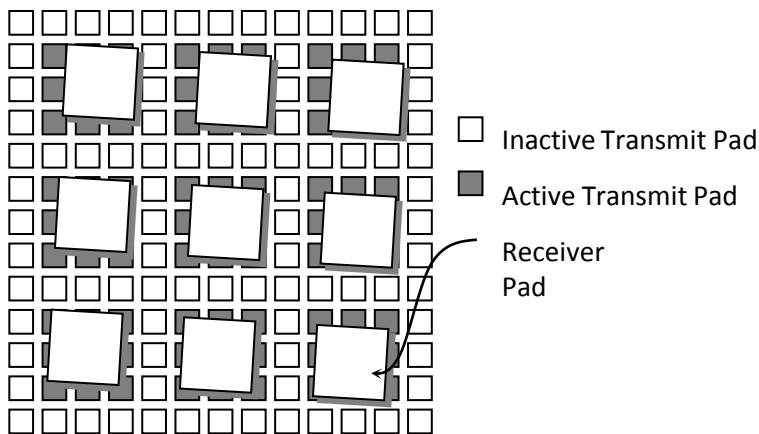 Inactive Transmit Pad
Active Transmit Pad
Receiver
Pad